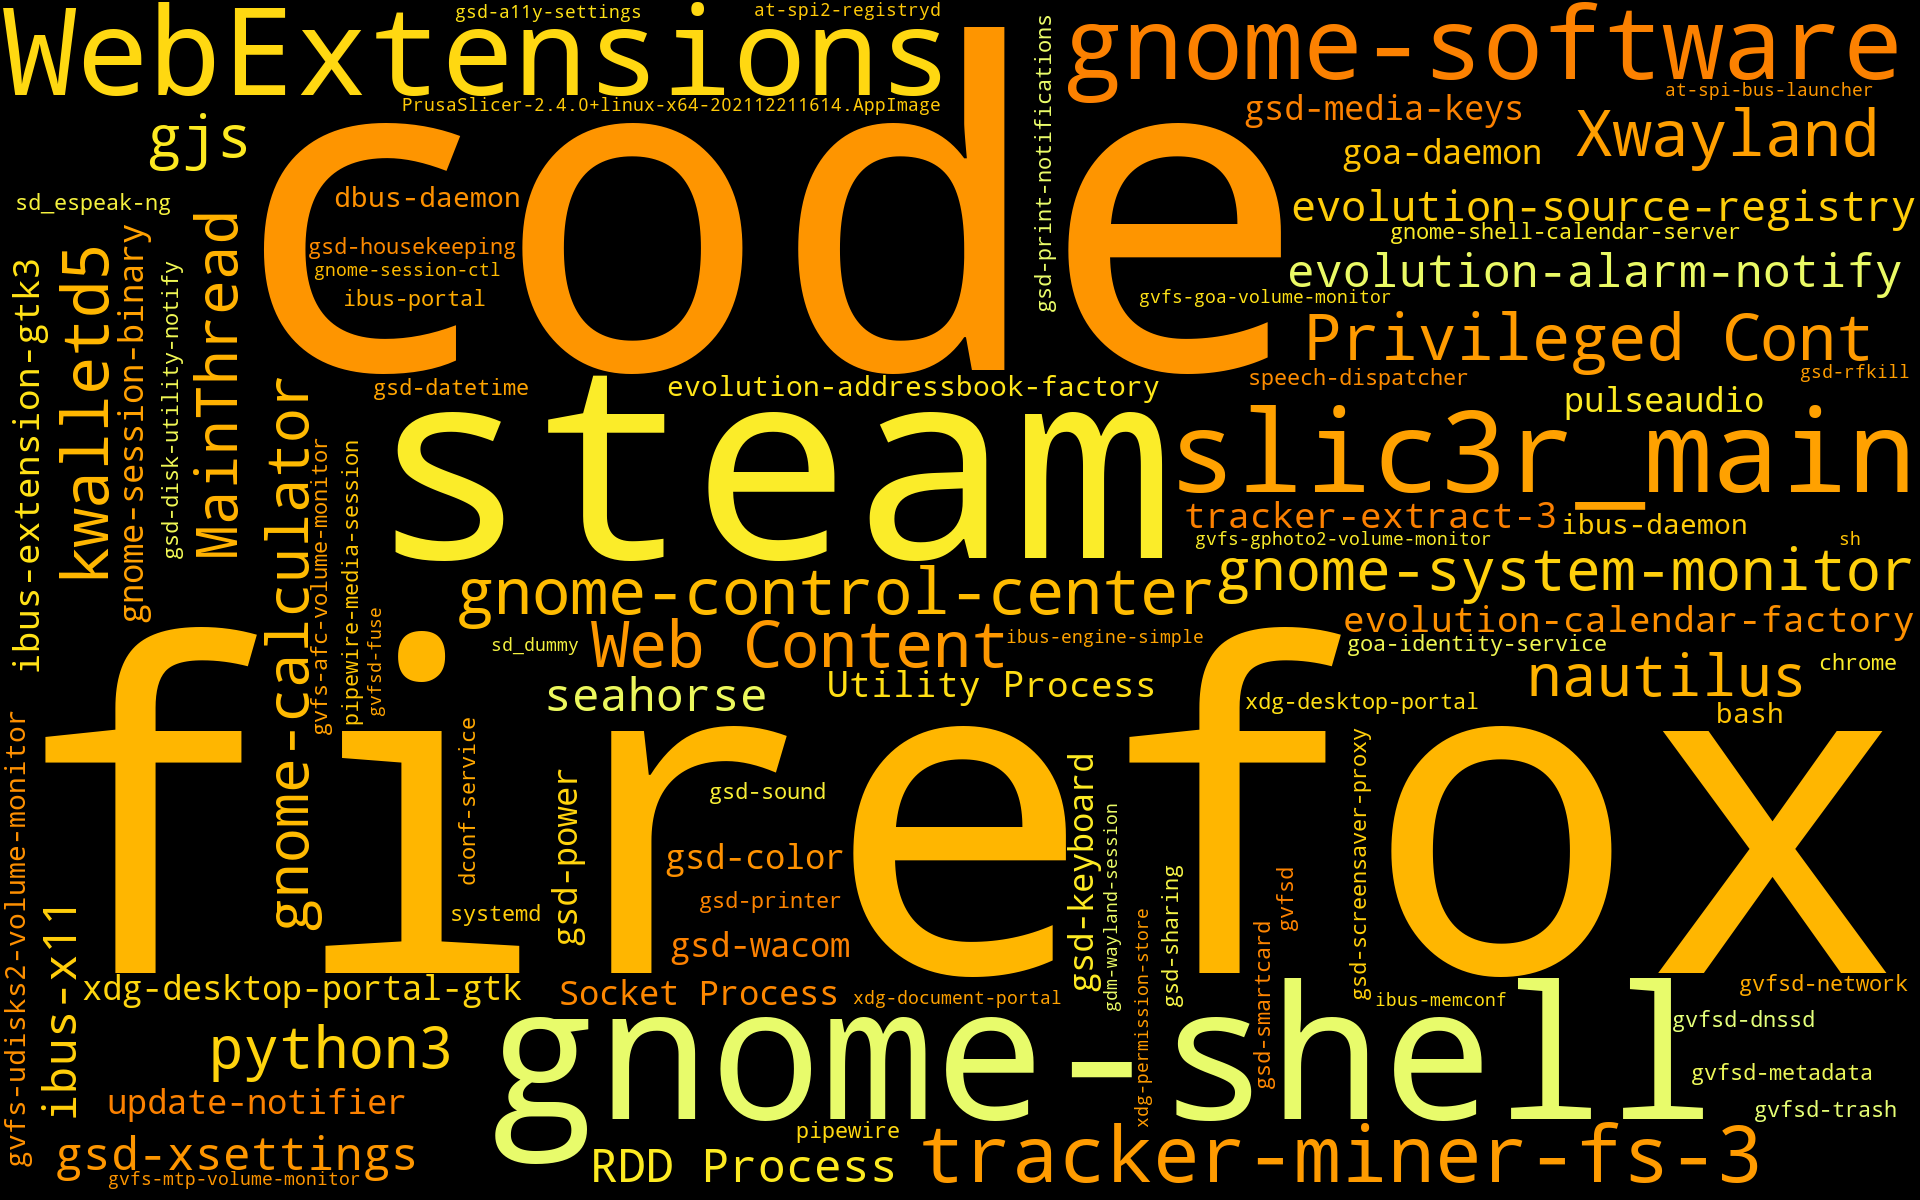 WebExtensions
gsd-a11y-settings
at-spi2-registryd
gnome-software
gsd-print-notifications
PrusaSlicer-2.4.0+linux-x64-202112211614.AppImage
at-spi-bus-launcher
gsd-media-keys
gjs
code
Xwayland
goa-daemon
sd_espeak-ng
dbus-daemon
evolution-source-registry
gnome-shell-calendar-server
gsd-housekeeping
gnome-session-ctl
ibus-portal
evolution-alarm-notify
gvfs-goa-volume-monitor
ibus-extension-gtk3
kwalletd5
gnome-session-binary
gsd-disk-utility-notify
MainThread
Privileged Cont
gsd-datetime
evolution-addressbook-factory
speech-dispatcher
gsd-rfkill
pulseaudio
gnome-calculator
gvfs-afc-volume-monitor
pipewire-media-session
gvfsd-fuse
steam
slic3r_main
tracker-extract-3
ibus-daemon
gvfs-gphoto2-volume-monitor
sh
gnome-control-center
gnome-system-monitor
evolution-calendar-factory
sd_dummy
Web Content
ibus-engine-simple
goa-identity-service
chrome
seahorse
Utility Process
nautilus
xdg-desktop-portal
bash
firefox
gvfs-udisks2-volume-monitor
dconf-service
gsd-power
gsd-sound
gsd-keyboard
gdm-wayland-session
gsd-screensaver-proxy
gsd-color
gsd-sharing
gvfsd
gsd-printer
systemd
gsd-wacom
ibus-x11
xdg-desktop-portal-gtk
Socket Process
xdg-document-portal
xdg-permission-store
gsd-smartcard
ibus-memconf
gvfsd-network
gnome-shell
gvfsd-dnssd
python3
gvfsd-metadata
update-notifier
gvfsd-trash
pipewire
gsd-xsettings
RDD Process
tracker-miner-fs-3
gvfs-mtp-volume-monitor